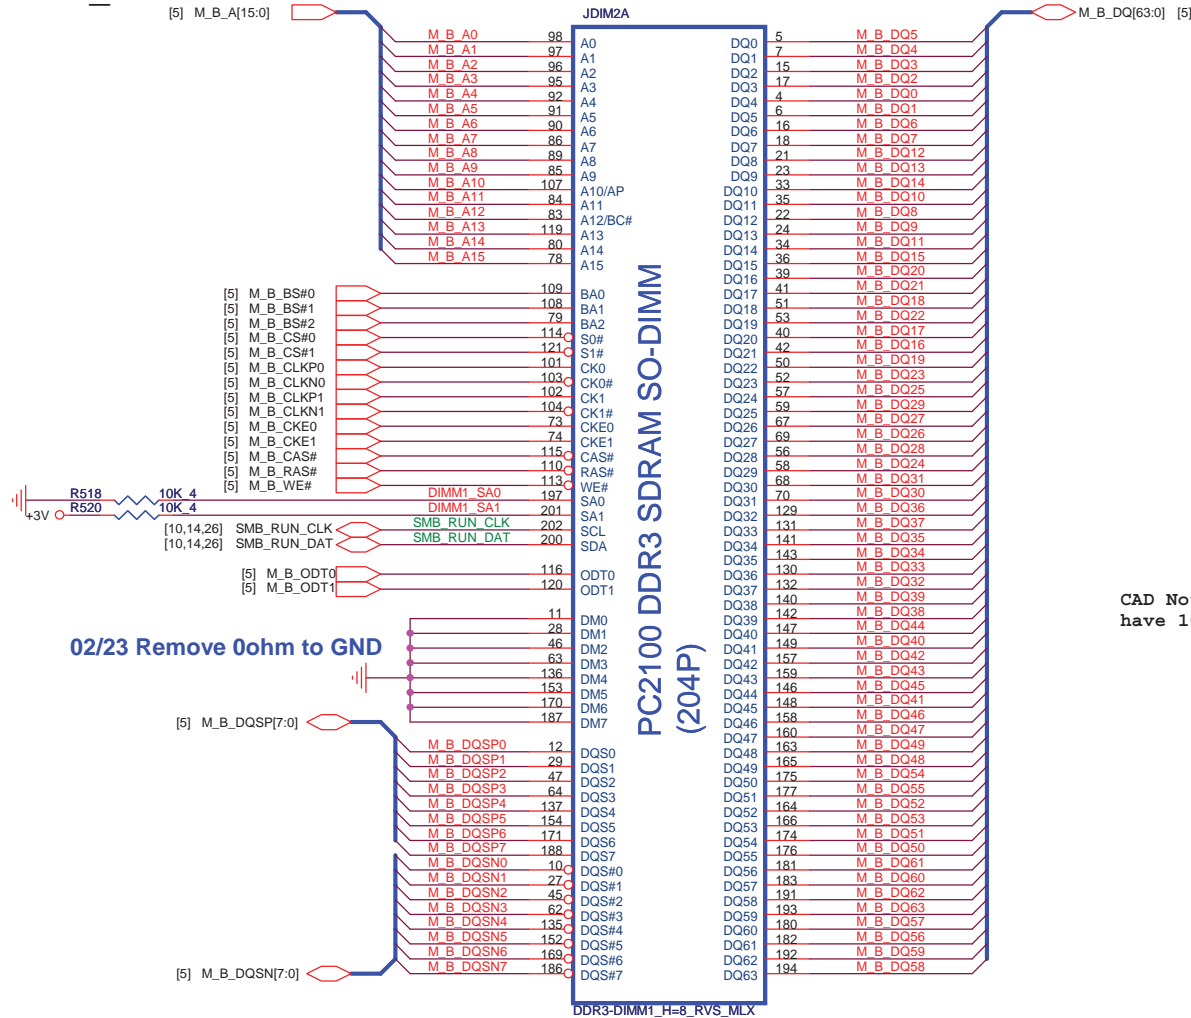 [5] M_B_A[15:0]
JDIM2A
M_B_DQ[63:0] [5]
M_B_A0 98 A0 DQ0 5 M_B_DQ5
M_B_A1 97 A1 DQ1 7 M_B_DQ4
M_B_A2 96 A2 DQ2 15 M_B_DQ3
M_B_A3 95 A3 DQ3 17 M_B_DQ2
M_B_A4 92 A4 DQ4 4 M_B_DQ0
M_B_A5 91 A5 DQ5 6 M_B_DQ1
M_B_A6 90 A6 DQ6 16 M_B_DQ6
M_B_A7 86 A7 DQ7 18 M_B_DQ7
M_B_A8 89 A8 DQ8 21 M_B_DQ12
M_B_A9 85 A9 DQ9 23 M_B_DQ13
M_B_A10 107 A10/AP DQ10 33 M_B_DQ14
M_B_A11 84 A11 DQ11 35 M_B_DQ10
M_B_A12 83 A12/BC# DQ12 22 M_B_DQ8
M_B_A13 119 A13 DQ13 24 M_B_DQ9
M_B_A14 80 A14 DQ14 34 M_B_DQ11
M_B_A15 78 A15 DQ15 36 M_B_DQ15
DQ16 39 M_B_DQ20
[5] M_B_BS#0 109 BA0 DQ17 41 M_B_DQ21
[5] M_B_BS#1 108 BA1 DQ18 51 M_B_DQ18
[5] M_B_BS#2 79 BA2 DQ19 53 M_B_DQ22
[5] M_B_CS#0 114 S0# DQ20 40 M_B_DQ17
[5] M_B_CS#1 121 S1# DQ21 42 M_B_DQ16
[5] M_B_CLKP0 101 CK0 DQ22 50 M_B_DQ19
[5] M_B_CLKN0 103 CK0# DQ23 52 M_B_DQ23
[5] M_B_CLKP1 102 CK1 DQ24 57 M_B_DQ25
[5] M_B_CLKN1 104 CK1# DQ25 59 M_B_DQ29
[5] M_B_CKE0 73 CKE0 DQ26 67 M_B_DQ27
[5] M_B_CKE1 74 CKE1 DQ27 69 M_B_DQ26
[5] M_B_CAS# 115 CAS# DQ28 56 M_B_DQ28
[5] M_B_RAS# 110 RAS# DQ29 58 M_B_DQ24
[5] M_B_WE# 113 WE# DQ30 68 M_B_DQ31
R518 10K_4 DIMM1_SA0 197 SA0 DQ31 70 M_B_DQ30
+3V R520 10K_4 DIMM1_SA1 201 SA1 DQ32 129 M_B_DQ36
[10,14,26] SMB_RUN_CLK SMB_RUN_CLK 202 SCL DQ33 131 M_B_DQ37
[10,14,26] SMB_RUN_DAT SMB_RUN_DAT 200 SDA DQ34 141 M_B_DQ35
DQ35 143 M_B_DQ34
[5] M_B_ODT0 116 ODT0 DQ36 130 M_B_DQ33
[5] M_B_ODT1 120 ODT1 DQ37 132 M_B_DQ32
DQ38 140 M_B_DQ39
11 DM0 DQ39 142 M_B_DQ38
28 DM1 DQ40 147 M_B_DQ44
46 DM2 DQ41 149 M_B_DQ40
63 DM3 DQ42 157 M_B_DQ42
136 DM4 DQ43 159 M_B_DQ43
153 DM5 DQ44 146 M_B_DQ45
170 DM6 DQ45 148 M_B_DQ41
187 DM7 DQ46 158 M_B_DQ46
DQ47 160 M_B_DQ47
02/23 Remove 0ohm to GND
PC2100 DDR3 SDRAM SO-DIMM
(204P)
CAD
have
[5] M_B_DQSP[7:0]
M_B_DQSP0 12 DQS0 DQ48 163 M_B_DQ49
M_B_DQSP1 29 DQS1 DQ49 165 M_B_DQ48
M_B_DQSP2 47 DQS2 DQ50 175 M_B_DQ54
M_B_DQSP3 64 DQS3 DQ51 177 M_B_DQ55
M_B_DQSP4 137 DQS4 DQ52 164 M_B_DQ52
M_B_DQSP5 154 DQS5 DQ53 166 M_B_DQ53
M_B_DQSP6 171 DQS6 DQ54 174 M_B_DQ51
M_B_DQSP7 188 DQS7 DQ55 176 M_B_DQ50
M_B_DQSN0 10 DQS#0 DQ56 181 M_B_DQ61
M_B_DQSN1 27 DQS#1 DQ57 183 M_B_DQ60
M_B_DQSN2 45 DQS#2 DQ58 191 M_B_DQ62
M_B_DQSN3 62 DQS#3 DQ59 193 M_B_DQ63
M_B_DQSN4 135 DQS#4 DQ60 180 M_B_DQ57
M_B_DQSN5 152 DQS#5 DQ61 182 M_B_DQ56
M_B_DQSN6 169 DQS#6 DQ62 192 M_B_DQ59
M_B_DQSN7 186 DQS#7 DQ63 194 M_B_DQ58
[5] M_B_DQSN[7:0]
DDR3-DIMM1_H=8_RVS_MLX